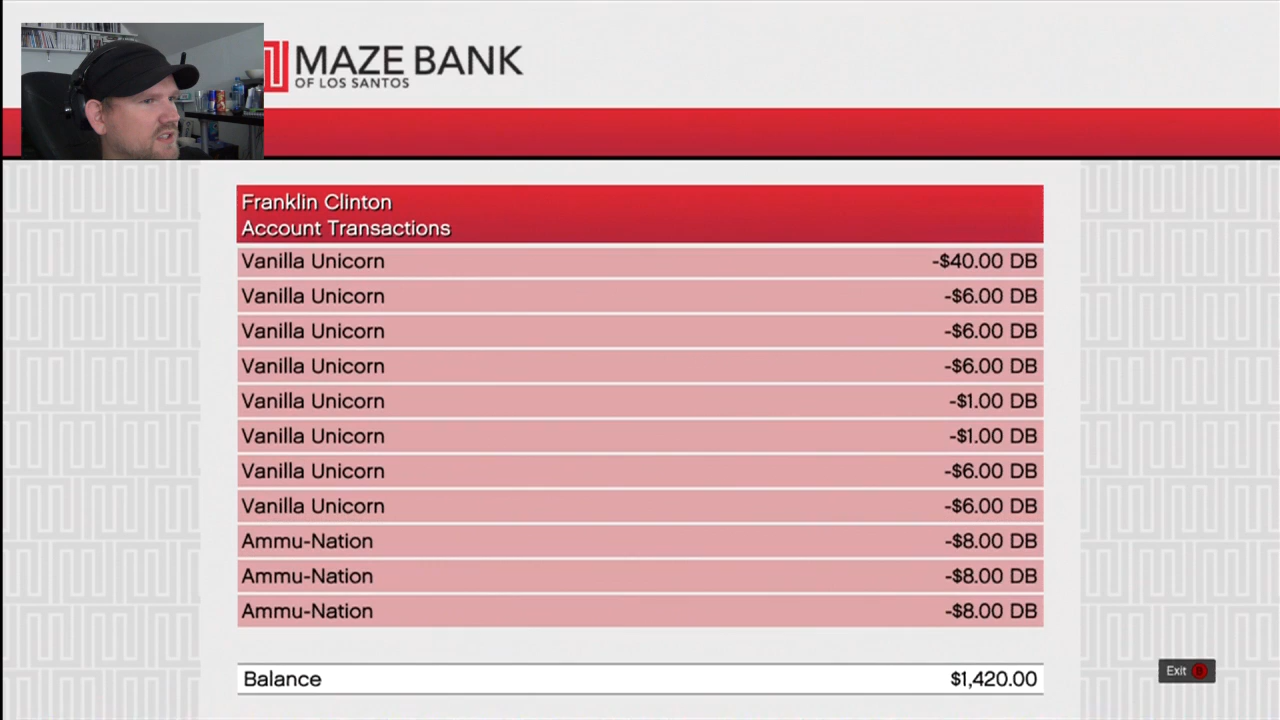 MAZE BANK
OF LOS SANTOS
Franklin Clinton
Account Transactions
Vanilla Unicorn -$40.00 DB
Vanilla Unicorn -$6.00 DB
Vanilla Unicorn -$6.00 DB
Vanilla Unicorn -$6.00 DB
Vanilla Unicorn -$1.00 DB
Vanilla Unicorn -$1.00 DB
Vanilla Unicorn -$6.00 DB
Vanilla Unicorn -$6.00 DB
Ammu-Nation -$8.00 DB
Ammu-Nation -$8.00 DB
Ammu-Nation -$8.00 DB
Balance $1,420.00
Exit B